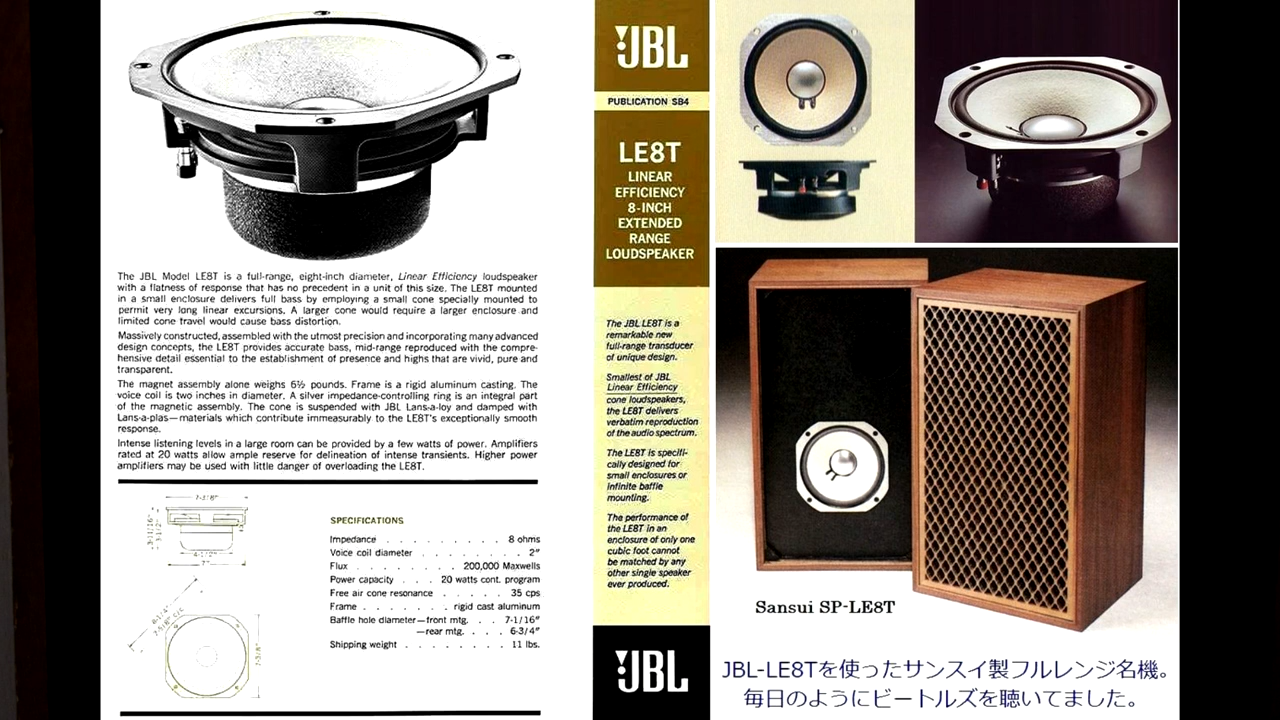 The JBL Model LE8T is a full-range, eight-inch diameter, Linear Efficiency loudspeaker
with a flatness of response that has no precedent in a unit of this size. The LE8T mounted
in a small enclosure delivers full bass by employing a small cone specially mounted to
permit very long linear excursions. A larger cone would require a larger enclosure and
limited cone travel would cause bass distortion.
Massively constructed, assembled with the utmost precision and incorporating many advanced
design concepts, the LE8T provides accurate bass, mid-range reproduced with the compre-
hensive detail essential to the establishment of presence and highs that are vivid, pure and
transparent.
The magnet assembly alone weighs 6½ pounds. Frame is a rigid aluminum casting. The
voice coil is two inches in diameter. A silver impedance-controlling ring is an integral part
of the magnetic assembly. The cone is suspended with JBL Lans-a-loy and damped with
Lans-a-plas—materials which contribute immeasurably to the LE8T's exceptionally smooth
response.
Intense listening levels in a large room can be provided by a few watts of power. Amplifiers
rated at 20 watts allow ample reserve for delineation of intense transients. Higher power
amplifiers may be used with little danger of overloading the LE8T.
7-3/8"
7"
7-3/8"
SPECIFICATIONS
Impedance . . . . . . . . . . 8 ohms
Voice coil diameter . . . . . . . . 2"
Flux . . . . . . . . 200,000 Maxwells
Power capacity . . . 20 watts cont. program
Free air cone resonance . . . . . 35 cps
Frame . . . . . . . rigid cast aluminum
Baffle hole diameter—front mtg. . . . 7-1/16"
—rear mtg. . . . 6-3/4"
Shipping weight . . . . . . . . 11 lbs.
JBL
PUBLICATION SB4
LE8T
LINEAR
EFFICIENCY
8-INCH
EXTENDED
RANGE
LOUDSPEAKER
The JBL LE8T is a
remarkable new
full-range transducer
of unique design.
Smallest of JBL
Linear Efficiency
cone loudspeakers,
the LE8T delivers
verbatim reproduction
of the audio spectrum.
The LE8T is specifi-
cally designed for
small enclosures or
infinite baffle
mounting.
The performance of
the LE8T in an
enclosure of only one
cubic foot cannot
be matched by any
other single speaker
ever produced.
JBL
Sansui SP-LE8T
JBL-LE8Tを使ったサンスイ製フルレンジ名機。
毎日のようにビートルズを聴いてました。